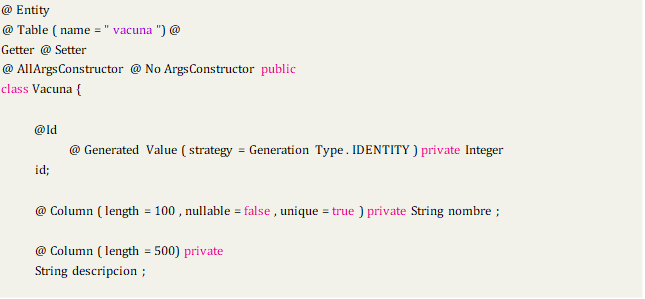 @ Entity
@ Table ( name = " vacuna ") @
Getter @ Setter
@ AllArgsConstructor @ No ArgsConstructor public
class Vacuna {
@Id
@ Generated Value ( strategy = Generation Type . IDENTITY ) private Integer
id;
@ Column ( length = 100 , nullable = false , unique = true ) private String nombre ;
@ Column ( length = 500) private
String descripcion ;